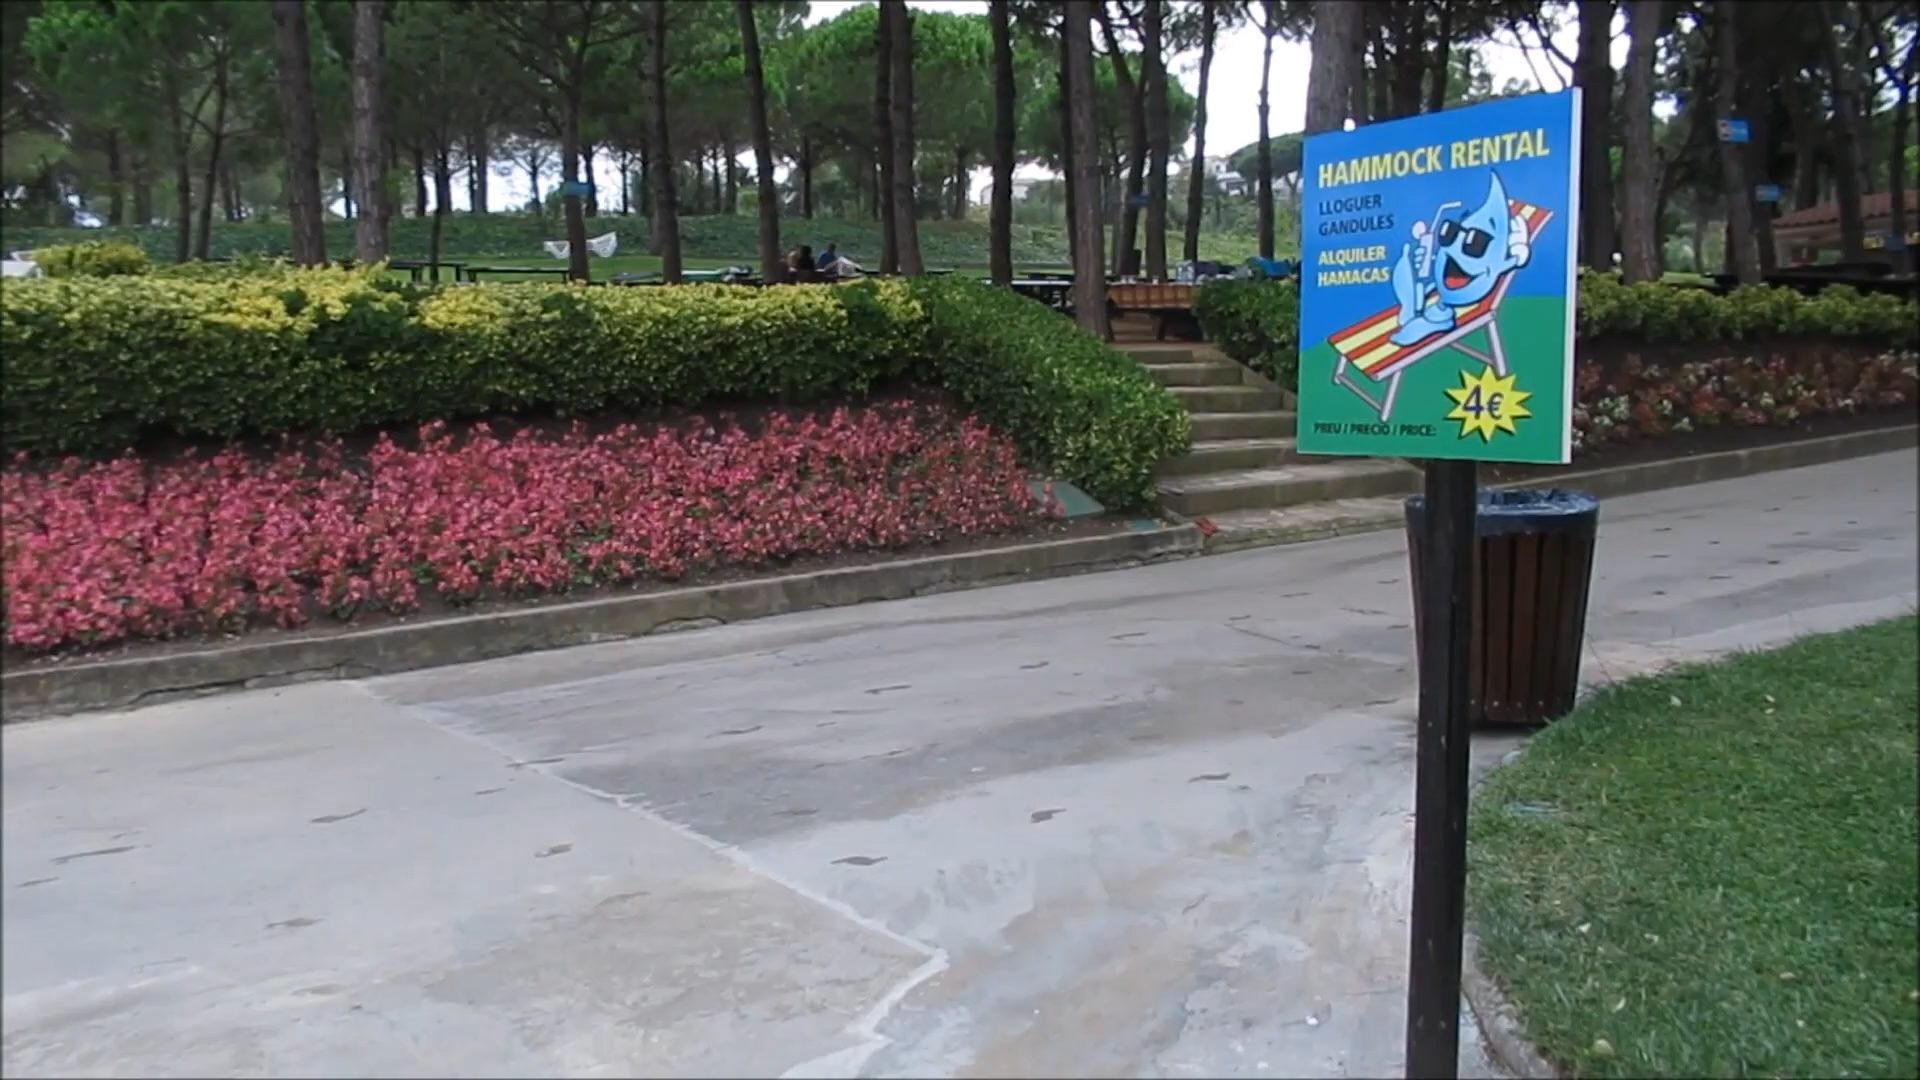 HAMMOCK RENTAL
LLOGUER
GANDULES
ALQUILER
HAMACAS
4€
PREU / PRECIO / PRICE: